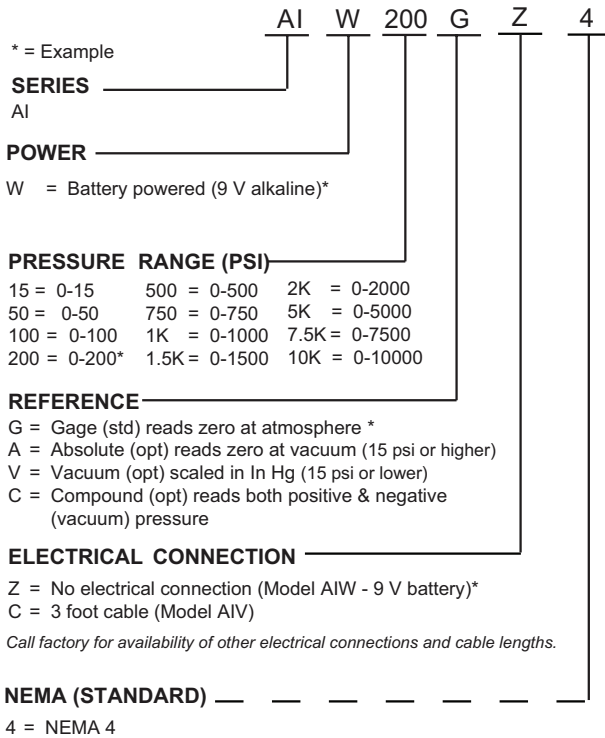 AI W 200 G Z 4
* = Example
SERIES
AI
POWER
W = Battery powered (9 V alkaline)*
PRESSURE RANGE (PSI)
15 = 0-15 500 = 0-500 2K = 0-2000
50 = 0-50 750 = 0-750 5K = 0-5000
100 = 0-100 1K = 0-1000 7.5K = 0-7500
200 = 0-200* 1.5K = 0-1500 10K = 0-10000
REFERENCE
G = Gage (std) reads zero at atmosphere *
A = Absolute (opt) reads zero at vacuum (15 psi or higher)
V = Vacuum (opt) scaled in In Hg (15 psi or lower)
C = Compound (opt) reads both positive & negative
(vacuum) pressure
ELECTRICAL CONNECTION
Z = No electrical connection (Model AIW - 9 V battery)*
C = 3 foot cable (Model AIV)
Call factory for availability of other electrical connections and cable lengths.
NEMA (STANDARD)
4 = NEMA 4